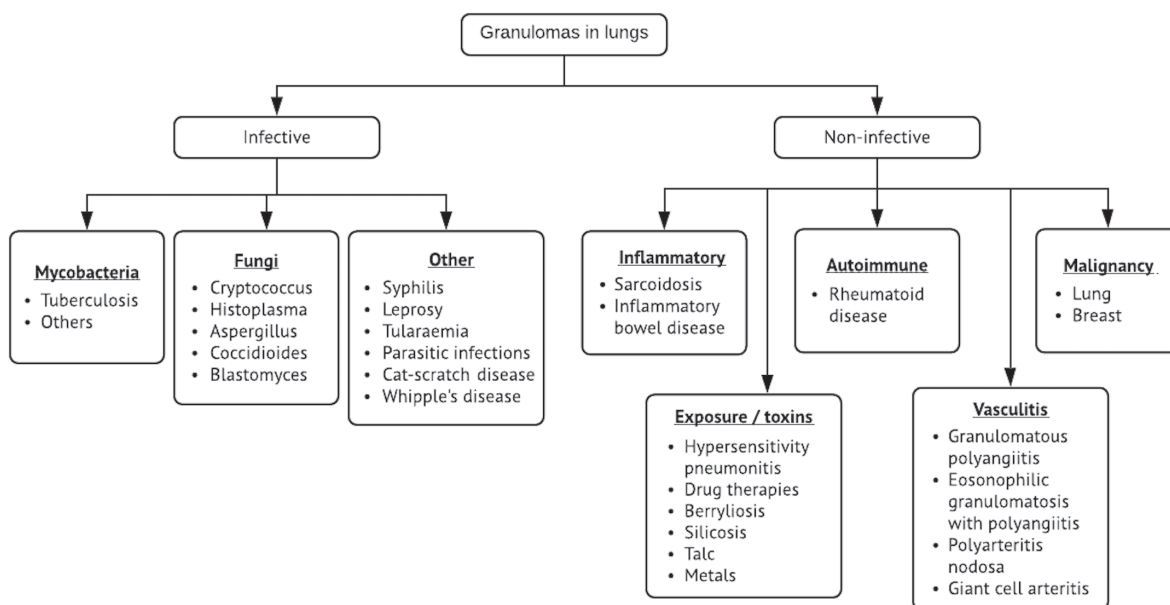 Granulomas in lungs
Infective
Non-infective
Mycobacteria
• Tuberculosis
• Others
Fungi
• Cryptococcus
• Histoplasma
• Aspergillus
• Coccidioides
• Blastomyces
Other
• Syphilis
• Leprosy
• Tularaemia
• Parasitic infections
• Cat-scratch disease
• Whipple's disease
Inflammatory
• Sarcoidosis
• Inflammatory
bowel disease
Autoimmune
• Rheumatoid
disease
Malignancy
• Lung
• Breast
Exposure / toxins
• Hypersensitivity
pneumonitis
• Drug therapies
• Berryliosis
• Silicosis
• Talc
• Metals
Vasculitis
• Granulomatous
polyangiitis
• Eosonophilic
granulomatosis
with polyangiitis
• Polyarteritis
nodosa
• Giant cell arteritis